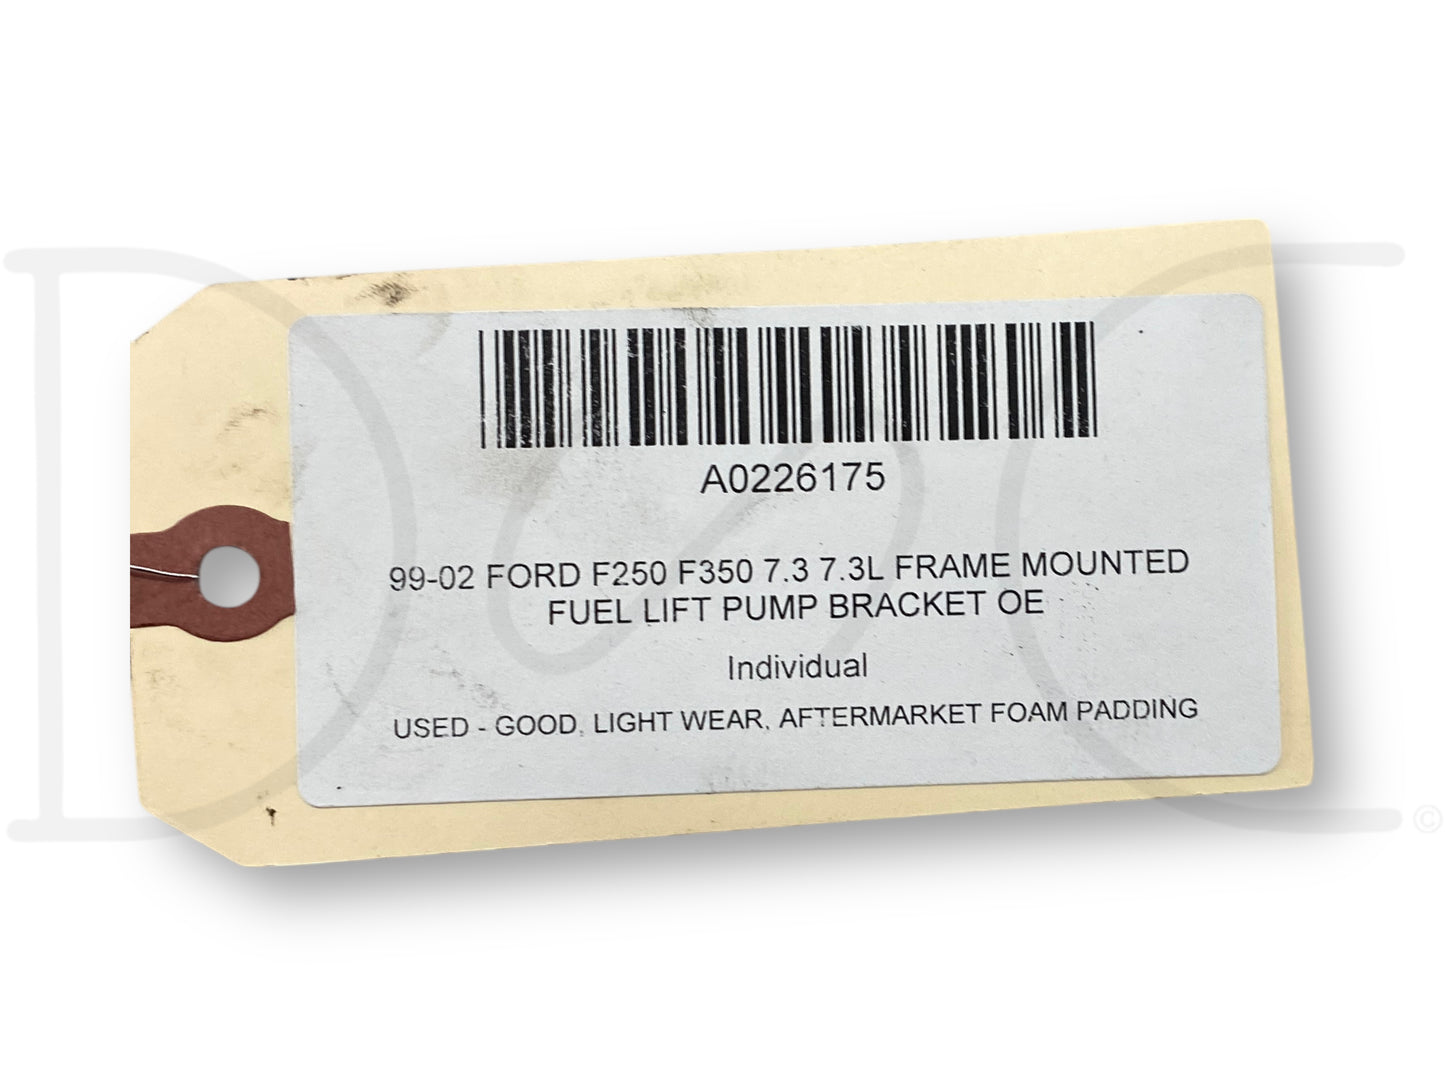 A0226175
99-02 FORD F250 F350 7.3 7.3L FRAME MOUNTED
FUEL LIFT PUMP BRACKET OE
Individual
USED - GOOD, LIGHT WEAR, AFTERMARKET FOAM PADDING
D S C ©